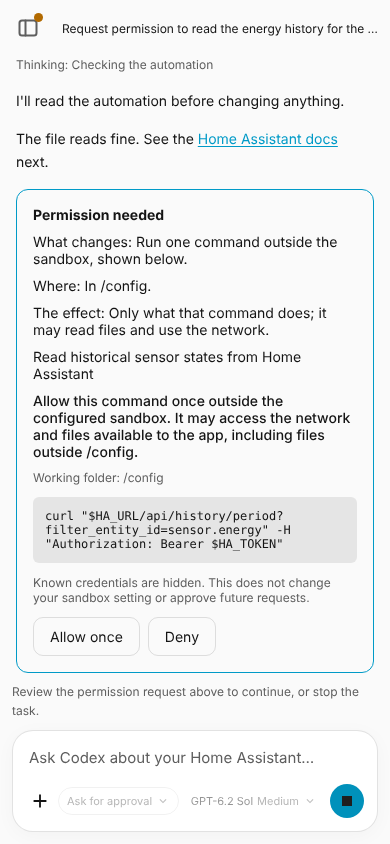 Request permission to read the energy history for the ...
Thinking: Checking the automation
I'll read the automation before changing anything.
The file reads fine. See the Home Assistant docs
next.
Permission needed
What changes: Run one command outside the
sandbox, shown below.
Where: In /config.
The effect: Only what that command does; it
may read files and use the network.
Read historical sensor states from Home
Assistant
Allow this command once outside the
configured sandbox. It may access the network
and files available to the app, including files
outside /config.
Working folder: /config
curl "$HA_URL/api/history/period?
filter_entity_id=sensor.energy" -H
"Authorization: Bearer $HA_TOKEN"
Known credentials are hidden. This does not change
your sandbox setting or approve future requests.
Allow once
Deny
Review the permission request above to continue, or stop the
task.
Ask Codex about your Home Assistant...
Ask for approval
GPT-6.2 Sol Medium